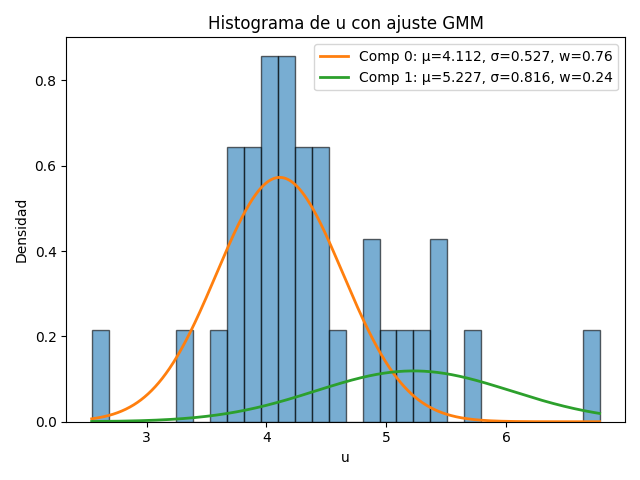 Histograma de u con ajuste GMM
Comp 0: μ=4.112, σ=0.527, w=0.76
Comp 1: μ=5.227, σ=0.816, w=0.24
Densidad
0.8
0.6
0.4
0.2
0.0
3 4 5 6
u